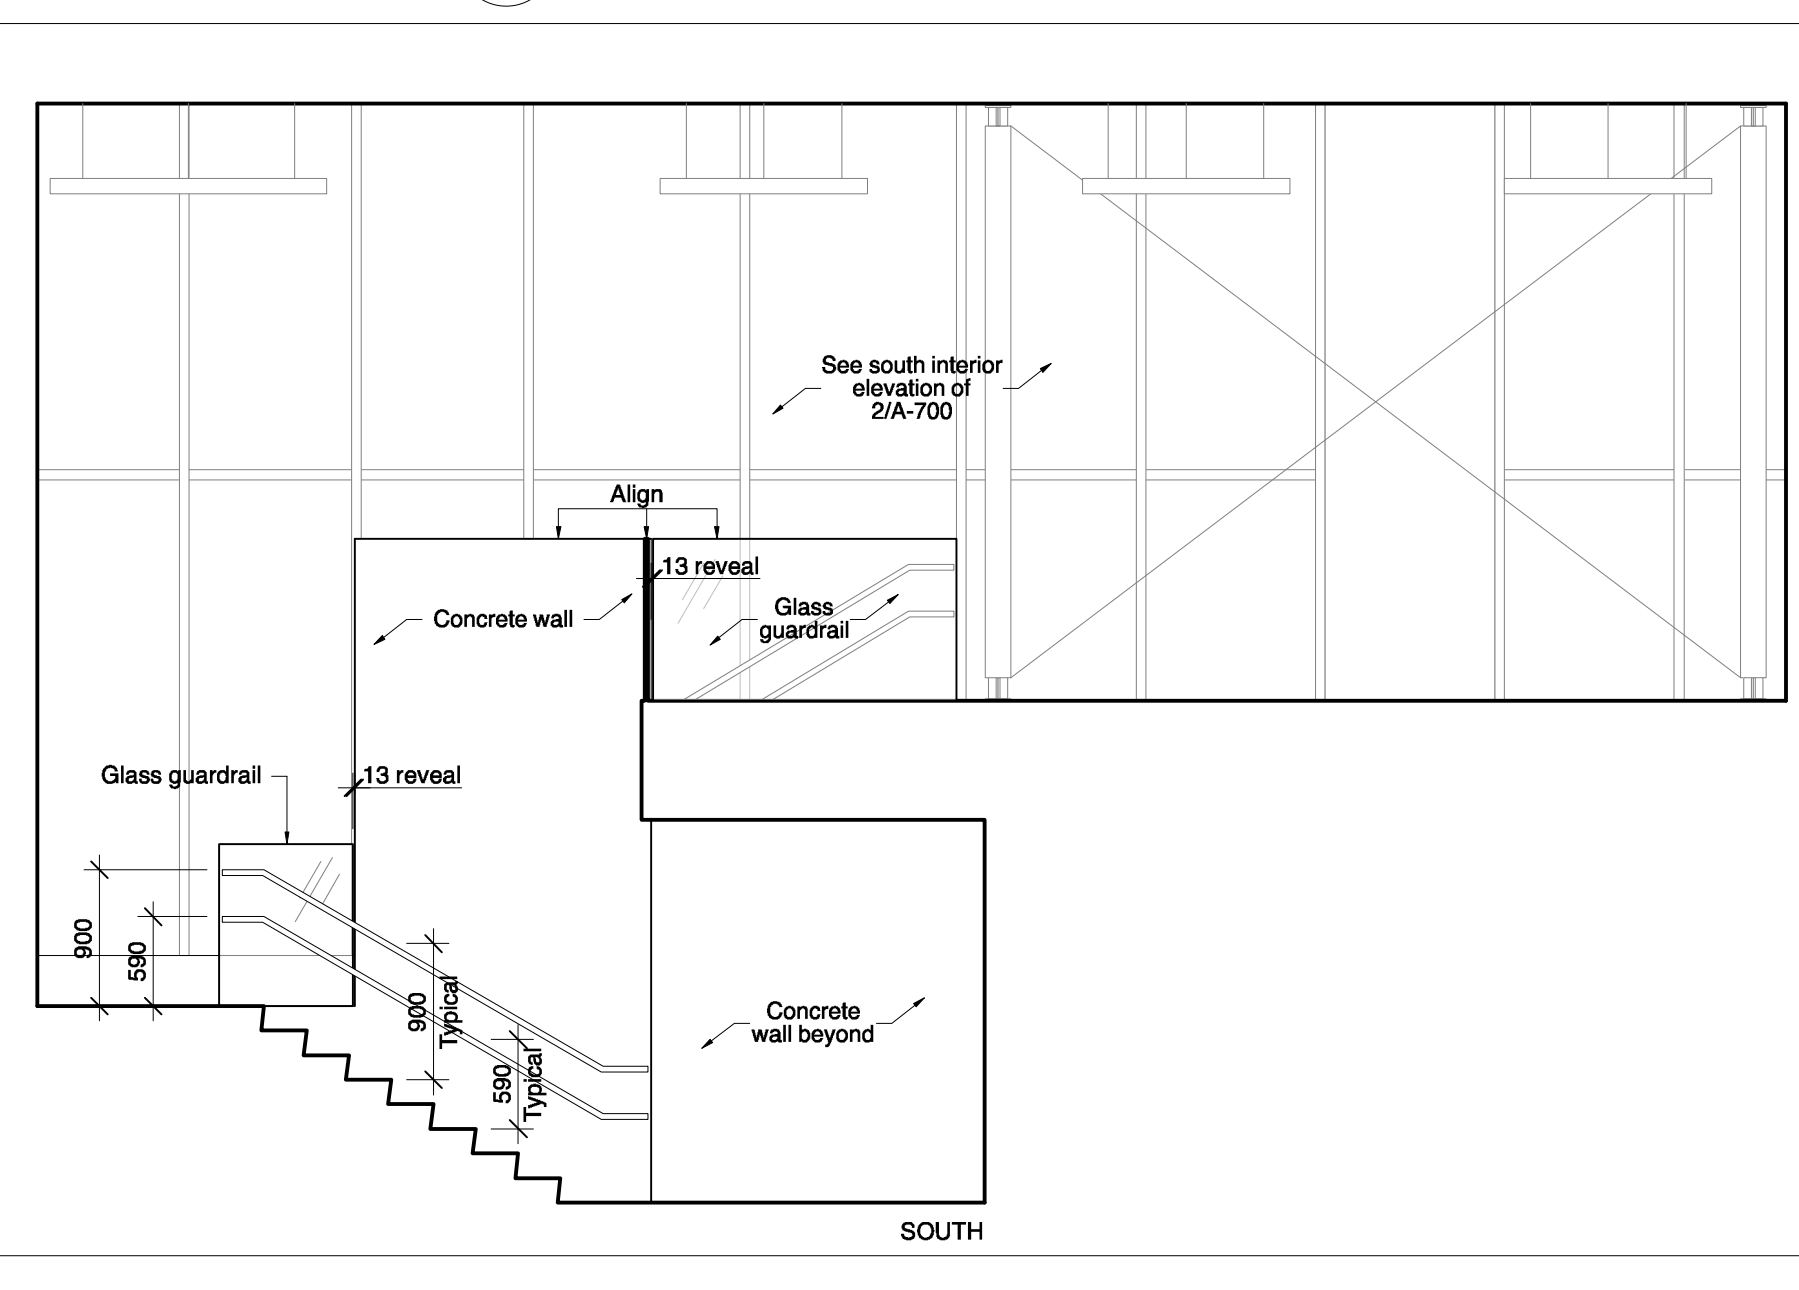 See south interior
elevation of
2/A-700
Align
13 reveal
Concrete wall
Glass
guardrail
Glass guardrail
13 reveal
900
590
900
Typical
590
Typical
Concrete
wall beyond
SOUTH